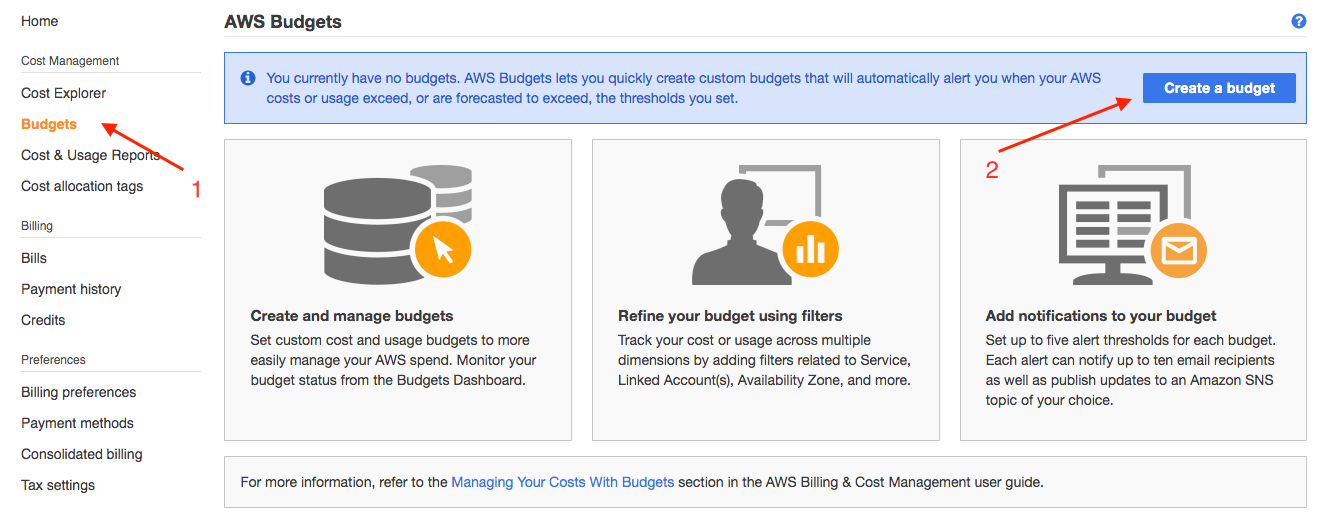 Home
Cost Management
Cost Explorer
Budgets
Cost & Usage Reports
Cost allocation tags
1
Billing
Bills
Payment history
Credits
Preferences
Billing preferences
Payment methods
Consolidated billing
Tax settings
AWS Budgets
?
i
You currently have no budgets. AWS Budgets lets you quickly create custom budgets that will automatically alert you when your AWS
costs or usage exceed, or are forecasted to exceed, the thresholds you set.
Create a budget
2
Create and manage budgets
Set custom cost and usage budgets to more
easily manage your AWS spend. Monitor your
budget status from the Budgets Dashboard.
Refine your budget using filters
Track your cost or usage across multiple
dimensions by adding filters related to Service,
Linked Account(s), Availability Zone, and more.
Add notifications to your budget
Set up to five alert thresholds for each budget.
Each alert can notify up to ten email recipients
as well as publish updates to an Amazon SNS
topic of your choice.
For more information, refer to the Managing Your Costs With Budgets section in the AWS Billing & Cost Management user guide.